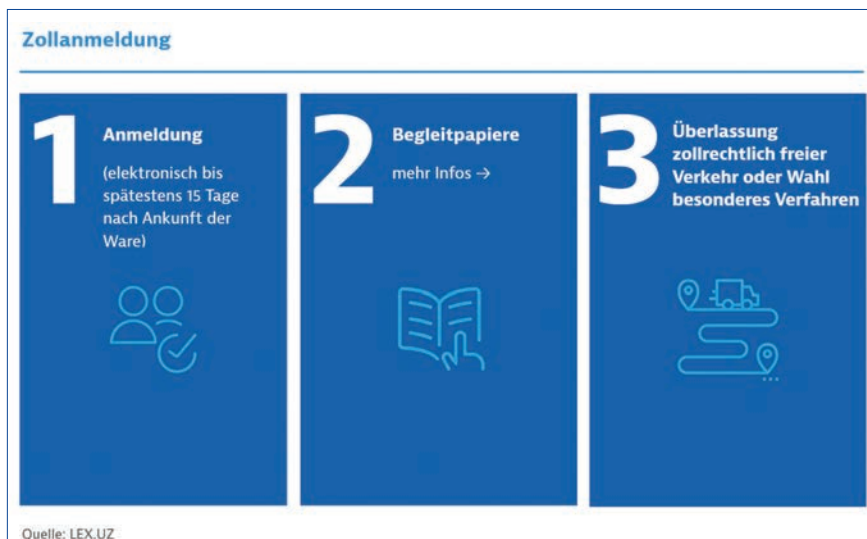 Zollanmeldung
1
Anmeldung
(elektronisch bis
spätestens 15 Tage
nach Ankunft der
Ware)
2
Begleitpapiere
mehr Infos →
3
Überlassung
zollrechtlich freier
Verkehr oder Wahl
besonderes Verfahren
Quelle: LEX.UZ